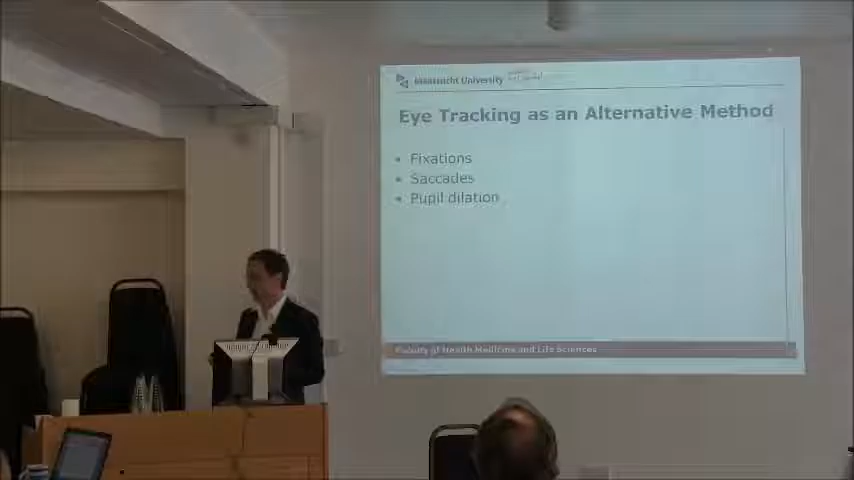 Maastricht University
Eye Tracking as an Alternative Method
• Fixations
• Saccades
• Pupil dilation
Faculty of Health Medicine and Life Sciences